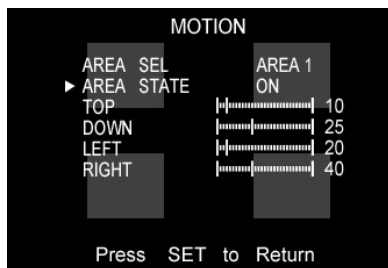 MOTION
AREA SEL AREA 1
▶ AREA STATE ON
TOP 10
DOWN 25
LEFT 20
RIGHT 40
Press SET to Return